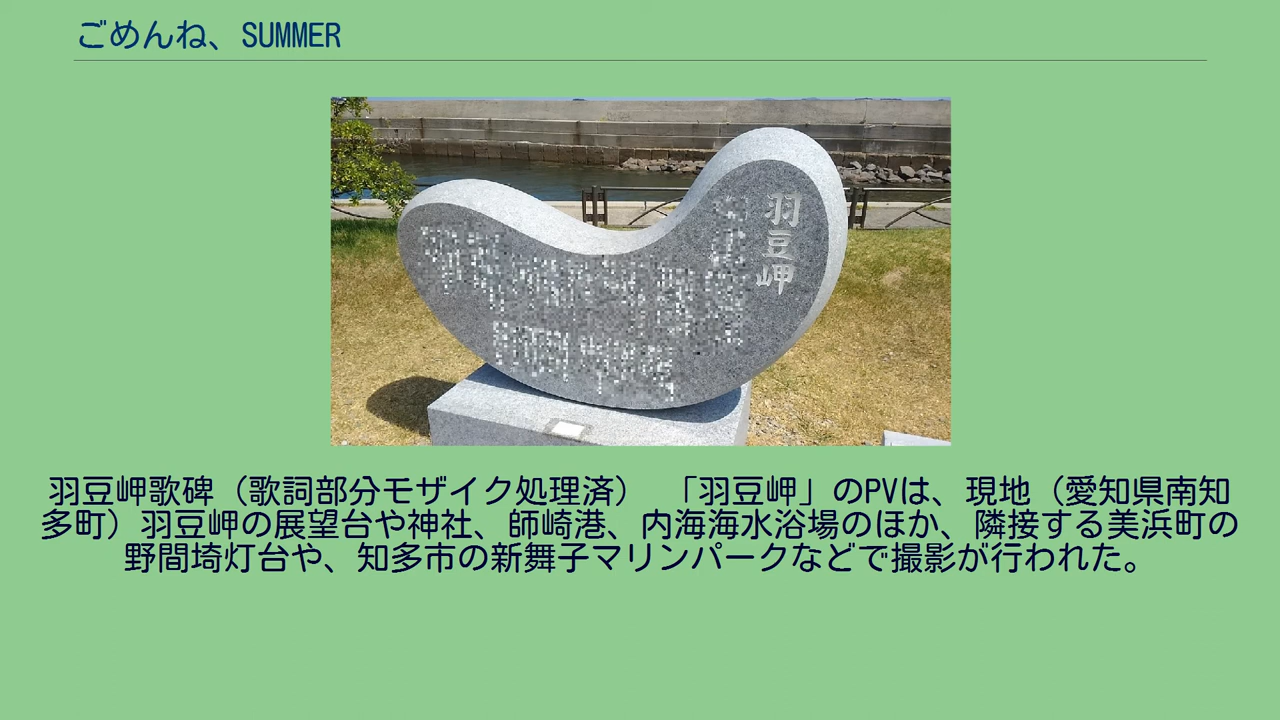 ごめんね、SUMMER
羽豆岬
羽豆岬歌碑（歌詞部分モザイク処理済）　「羽豆岬」のPVは、現地（愛知県南知
多町）羽豆岬の展望台や神社、師崎港、内海海水浴場のほか、隣接する美浜町の
野間埼灯台や、知多市の新舞子マリンパークなどで撮影が行われた。